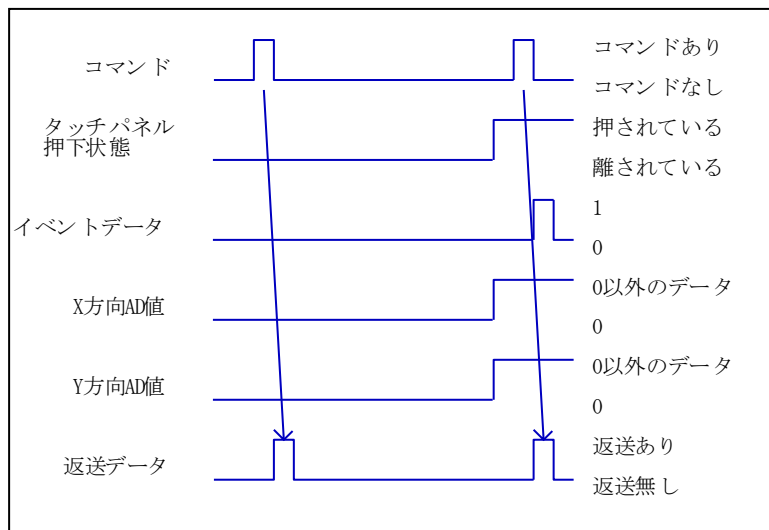 コマンド
コマンドあり
コマンドなし
タッチパネル
押下状態
押されている
離されている
イベントデータ
1
0
X方向AD値
0以外のデータ
0
Y方向AD値
0以外のデータ
0
返送データ
返送あり
返送無し